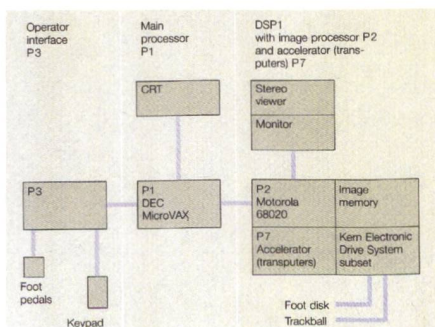 Operator
interface
P3
Main
processor
P1
DSP1
with image processor P2
and accelerator (trans-
puters) P7
CRT
Stereo
viewer
Monitor
P3
P1
DEC
MicroVAX
P2
Motorola
68020
Image
memory
P7
Accelerator
(transputers)
Kern Electronic
Drive System
subset
Foot
pedals
Keypad
Foot disk
Trackball